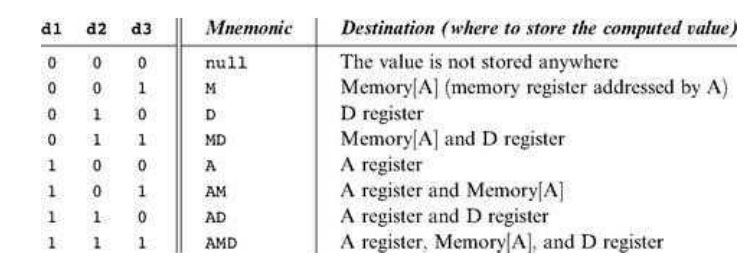 d1 d2 d3 Mnemonic Destination (where to store the computed value)
0 0 0 null The value is not stored anywhere
0 0 1 M Memory[A] (memory register addressed by A)
0 1 0 D D register
0 1 1 MD Memory[A] and D register
1 0 0 A A register
1 0 1 AM A register and Memory[A]
1 1 0 AD A register and D register
1 1 1 AMD A register, Memory[A], and D register